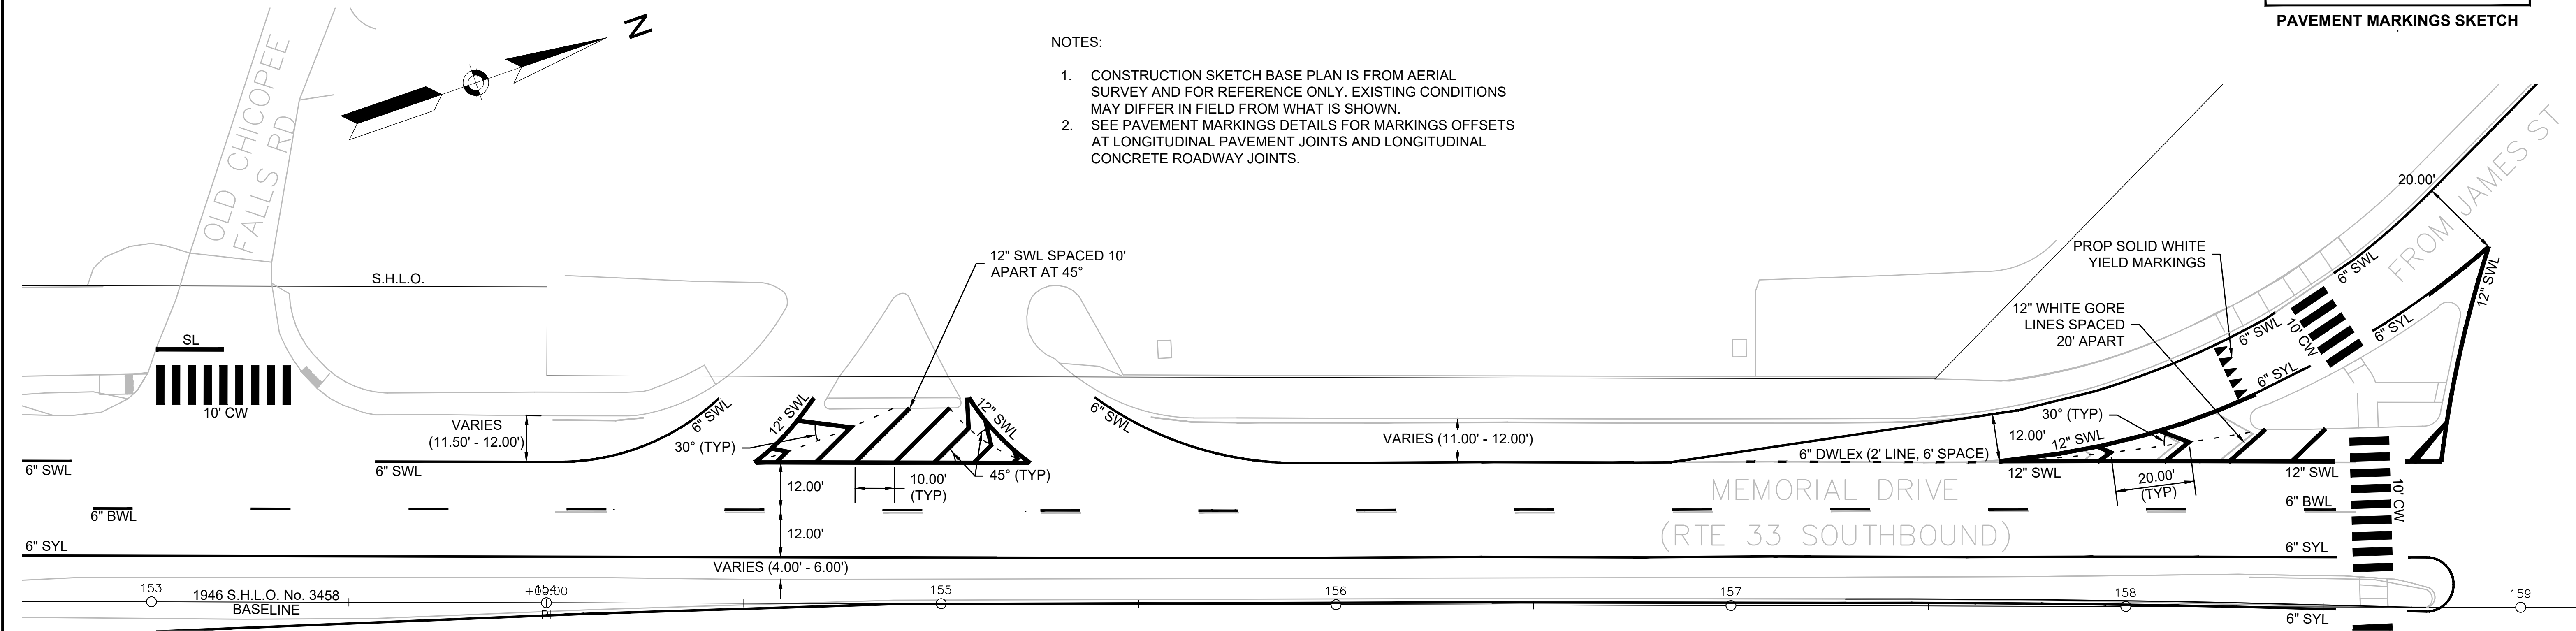 PAVEMENT MARKINGS SKETCH
N
NOTES:
1. CONSTRUCTION SKETCH BASE PLAN IS FROM AERIAL
SURVEY AND FOR REFERENCE ONLY. EXISTING CONDITIONS
MAY DIFFER IN FIELD FROM WHAT IS SHOWN.
2. SEE PAVEMENT MARKINGS DETAILS FOR MARKINGS OFFSETS
AT LONGITUDINAL PAVEMENT JOINTS AND LONGITUDINAL
CONCRETE ROADWAY JOINTS.
OLD CHICOPEE
FALLS RD
S.H.L.O.
SL
10' CW
VARIES
(11.50' - 12.00')
6" SWL
6" SWL
6" SWL
12" SWL
30° (TYP)
12" SWL SPACED 10'
APART AT 45°
12" SWL
45° (TYP)
10.00'
(TYP)
12.00'
12.00'
6" SWL
VARIES (11.00' - 12.00')
6" DWLEx (2' LINE, 6' SPACE)
12.00'
12" SWL
12" SWL
30° (TYP)
20.00'
(TYP)
PROP SOLID WHITE
YIELD MARKINGS
12" WHITE GORE
LINES SPACED
20' APART
6" SWL
10' CW
6" SWL
6" SYL
6" SYL
20.00'
FROM JAMES ST
12" SWL
12" SWL
6" BWL
10' CW
6" BWL
MEMORIAL DRIVE
(RTE 33 SOUTHBOUND)
6" SYL
6" SYL
VARIES (4.00' - 6.00')
153
1946 S.H.L.O. No. 3458
BASELINE
154
+00.00
PI
155
156
157
158
159
6" SYL